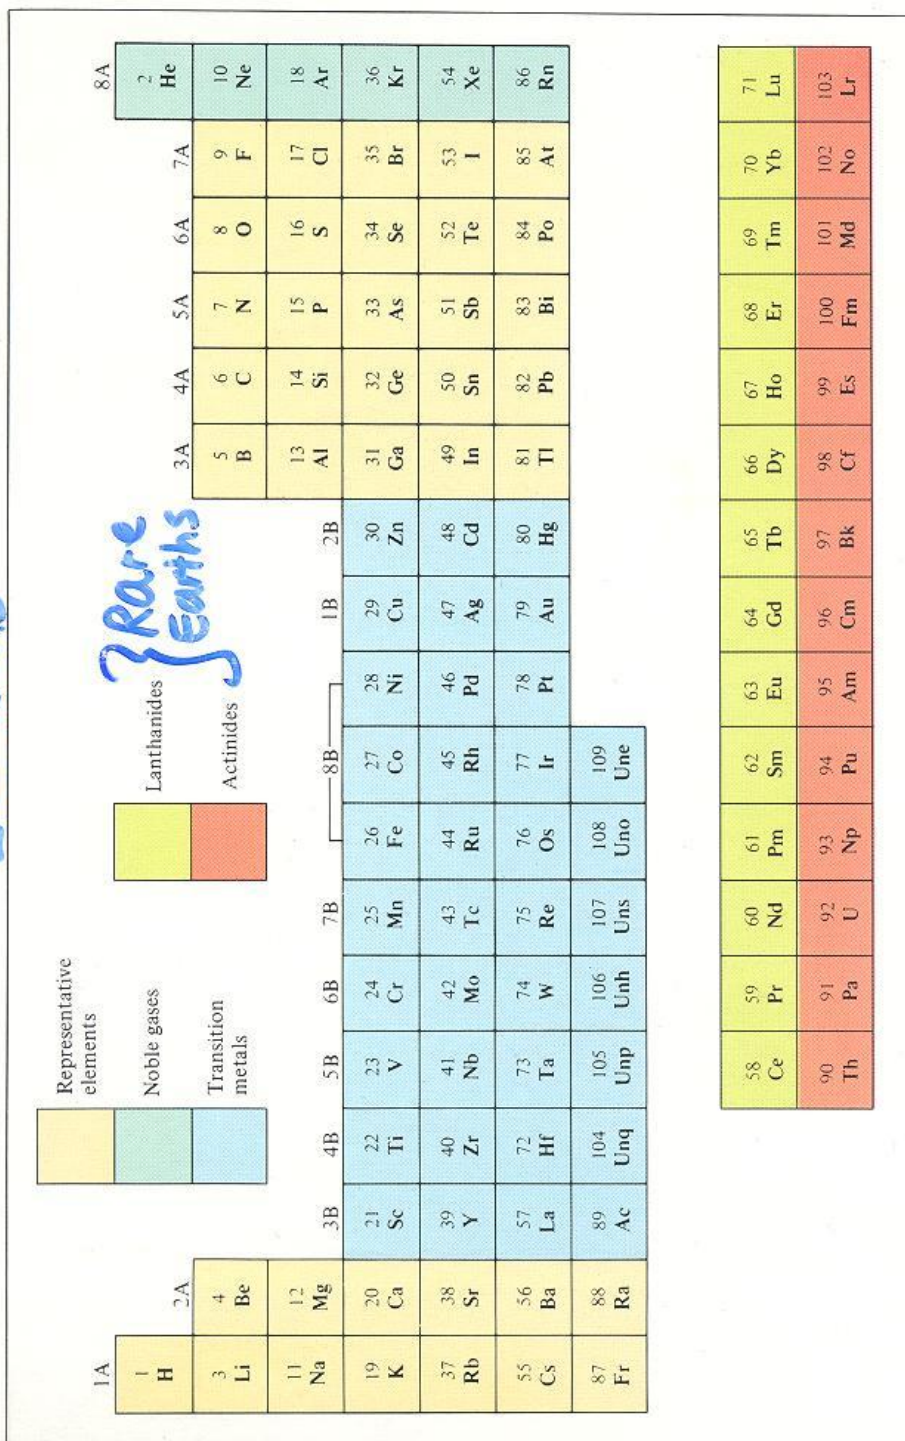 Representative
elements
Noble gases
Transition
metals
Lanthanides
Actinides
}Rare
Earths
1A 2A 3B 4B 5B 6B 7B 8B 1B 2B 3A 4A 5A 6A 7A 8A
1 2
H He
3 4 5 6 7 8 9 10
Li Be B C N O F Ne
11 12 13 14 15 16 17 18
Na Mg Al Si P S Cl Ar
19 20 21 22 23 24 25 26 27 28 29 30 31 32 33 34 35 36
K Ca Sc Ti V Cr Mn Fe Co Ni Cu Zn Ga Ge As Se Br Kr
37 38 39 40 41 42 43 44 45 46 47 48 49 50 51 52 53 54
Rb Sr Y Zr Nb Mo Tc Ru Rh Pd Ag Cd In Sn Sb Te I Xe
55 56 57 72 73 74 75 76 77 78 79 80 81 82 83 84 85 86
Cs Ba La Hf Ta W Re Os Ir Pt Au Hg Tl Pb Bi Po At Rn
87 88 89 104 105 106 107 108 109
Fr Ra Ac Unq Unp Unh Uns Uno Une
58 59 60 61 62 63 64 65 66 67 68 69 70 71
Ce Pr Nd Pm Sm Eu Gd Tb Dy Ho Er Tm Yb Lu
90 91 92 93 94 95 96 97 98 99 100 101 102 103
Th Pa U Np Pu Am Cm Bk Cf Es Fm Md No Lr